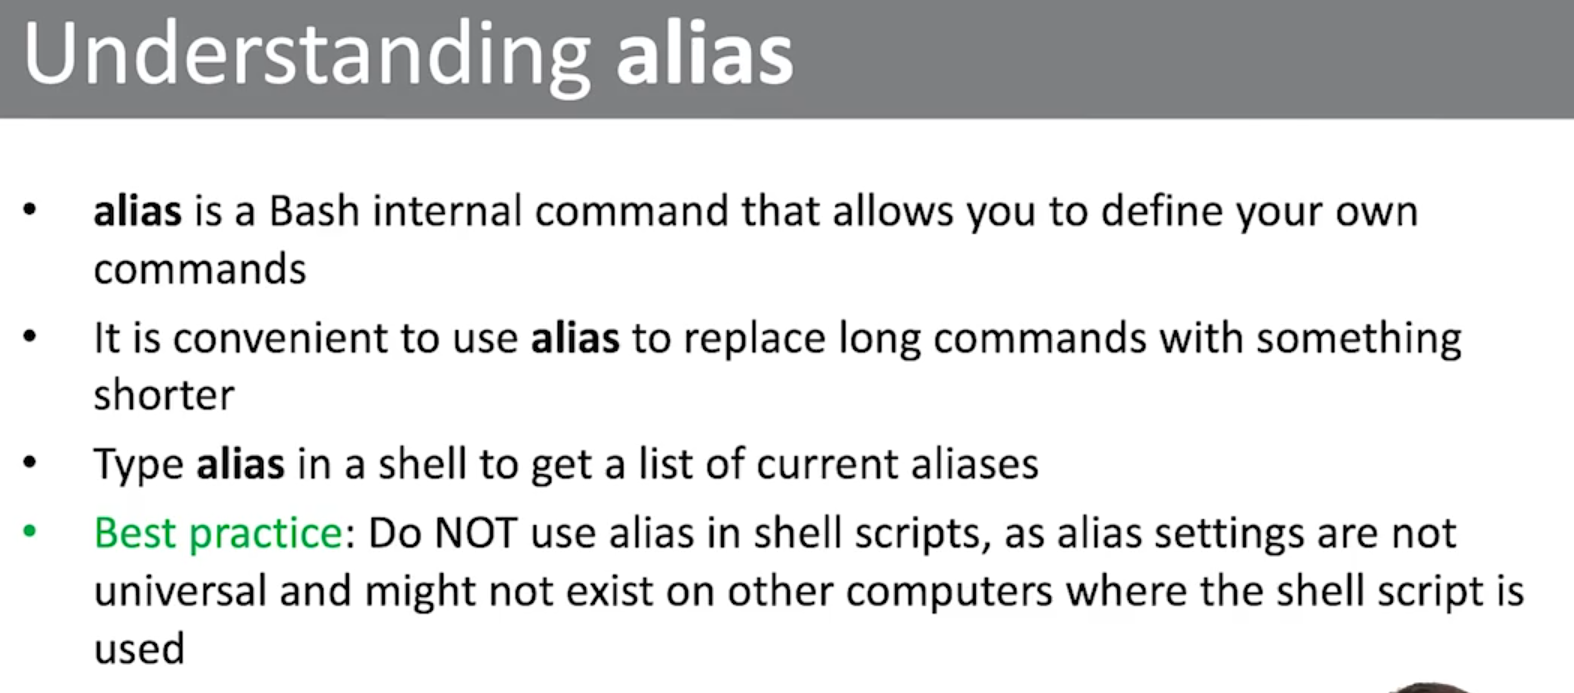 Understanding alias
• alias is a Bash internal command that allows you to define your own
commands
• It is convenient to use alias to replace long commands with something
shorter
• Type alias in a shell to get a list of current aliases
• Best practice: Do NOT use alias in shell scripts, as alias settings are not
universal and might not exist on other computers where the shell script is
used